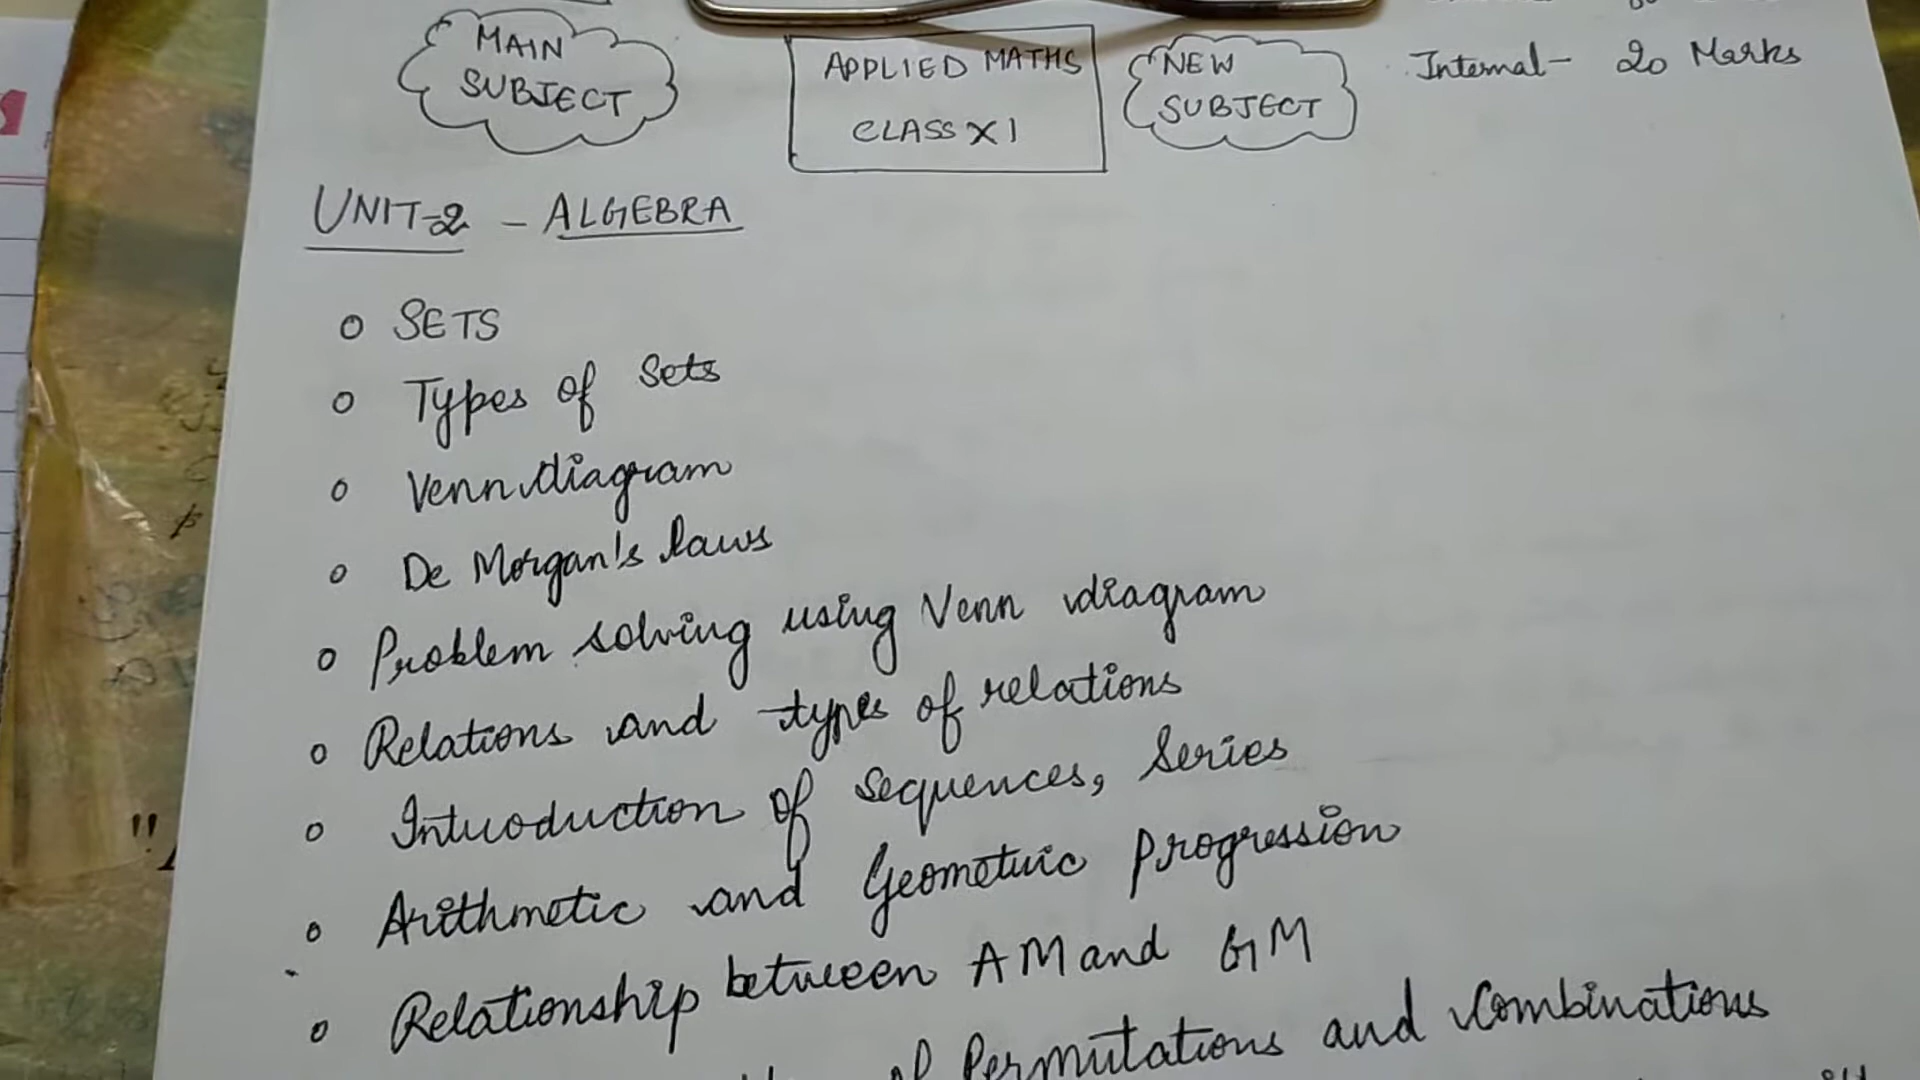 MAIN SUBJECT
APPLIED MATHS
CLASS XI
NEW SUBJECT
Internal - 20 Marks
UNIT-2 - ALGEBRA
o SETS
o Types of Sets
o Venn diagram
o De Morgan's laws
o Problem solving using Venn diagram
o Relations and types of relations
o Introduction of sequences, Series
o Arithmetic and Geometric progression
o Relationship between AM and GM
of Permutations and Combinations